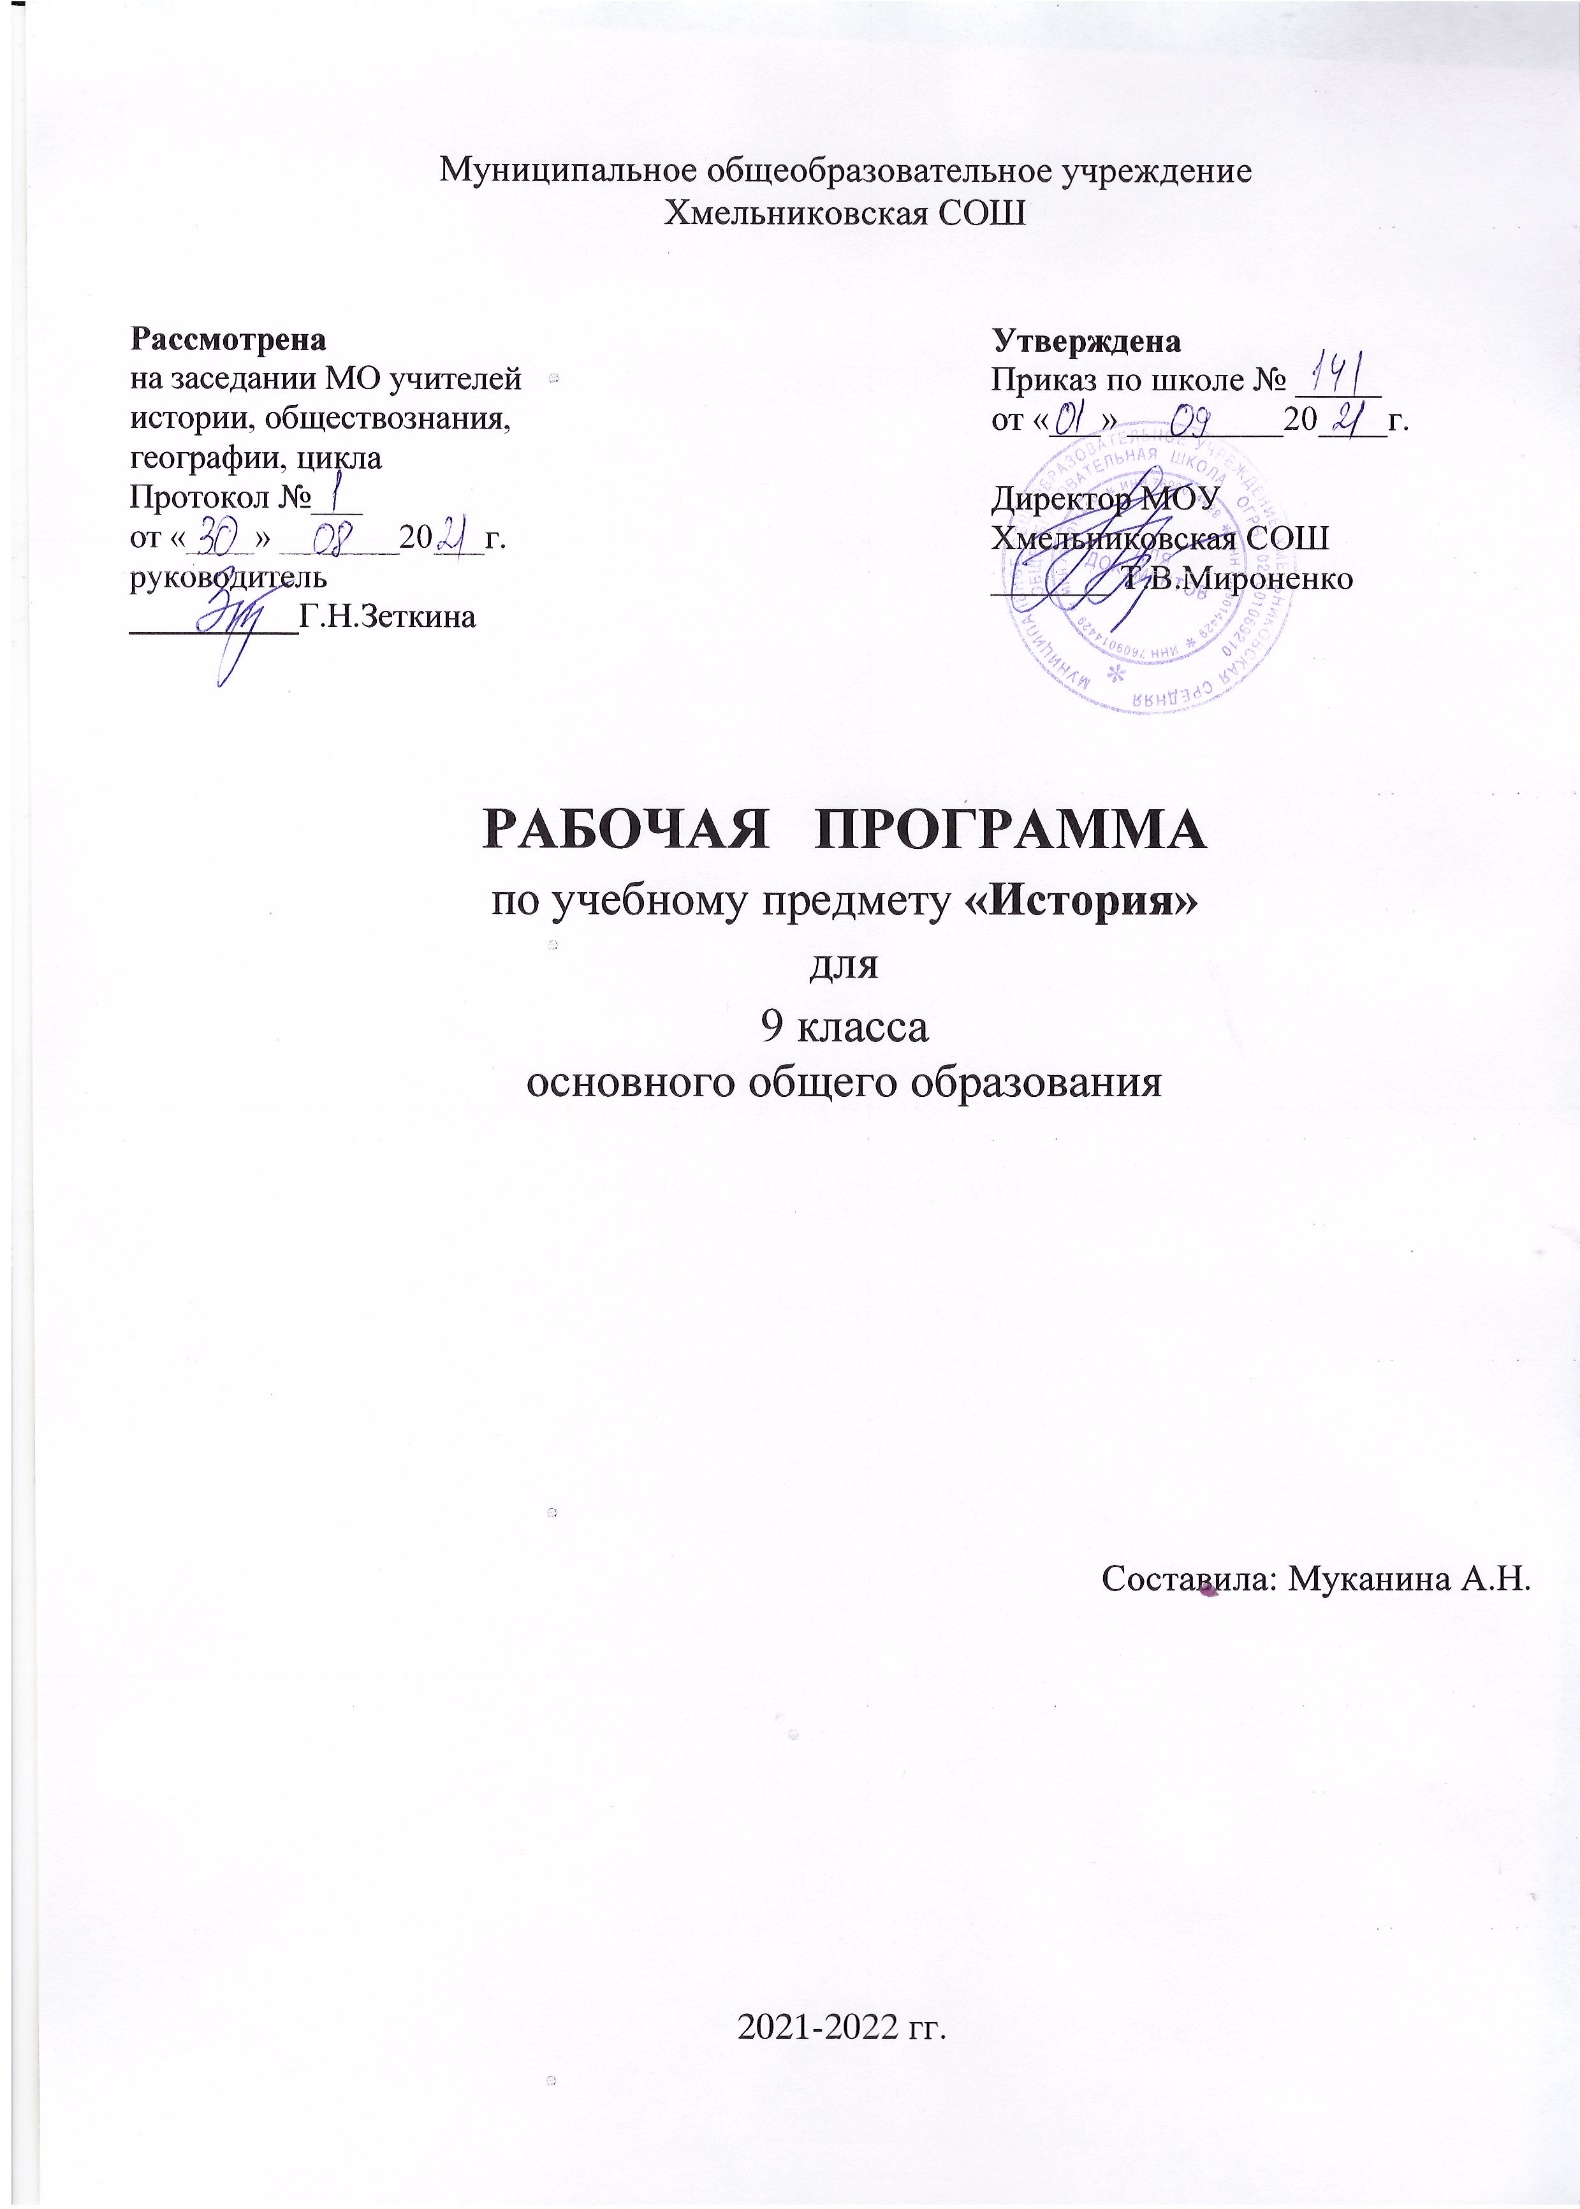 Муниципальное общеобразовательное учреждение
Хмельниковская СОШ
Рассмотрена
на заседании МО учителей
истории, обществознания,
географии, цикла
Протокол № 1
от «30» 08 2021 г.
руководитель
Г.Н.Зеткина
Утверждена
Приказ по школе № 141
от «01» 09 2021 г.
Директор МОУ
Хмельниковская СОШ
Т.В.Мироненко
РАБОЧАЯ ПРОГРАММА
по учебному предмету «История»
для
9 класса
основного общего образования
Составила: Муканина А.Н.
2021-2022 гг.